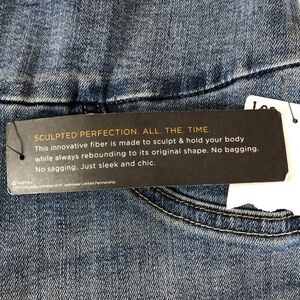 SCULPTED PERFECTION. ALL. THE. TIME.
This innovative fiber is made to sculpt & hold your body
while always rebounding to its original shape. No bagging.
No sagging. Just sleek and chic.